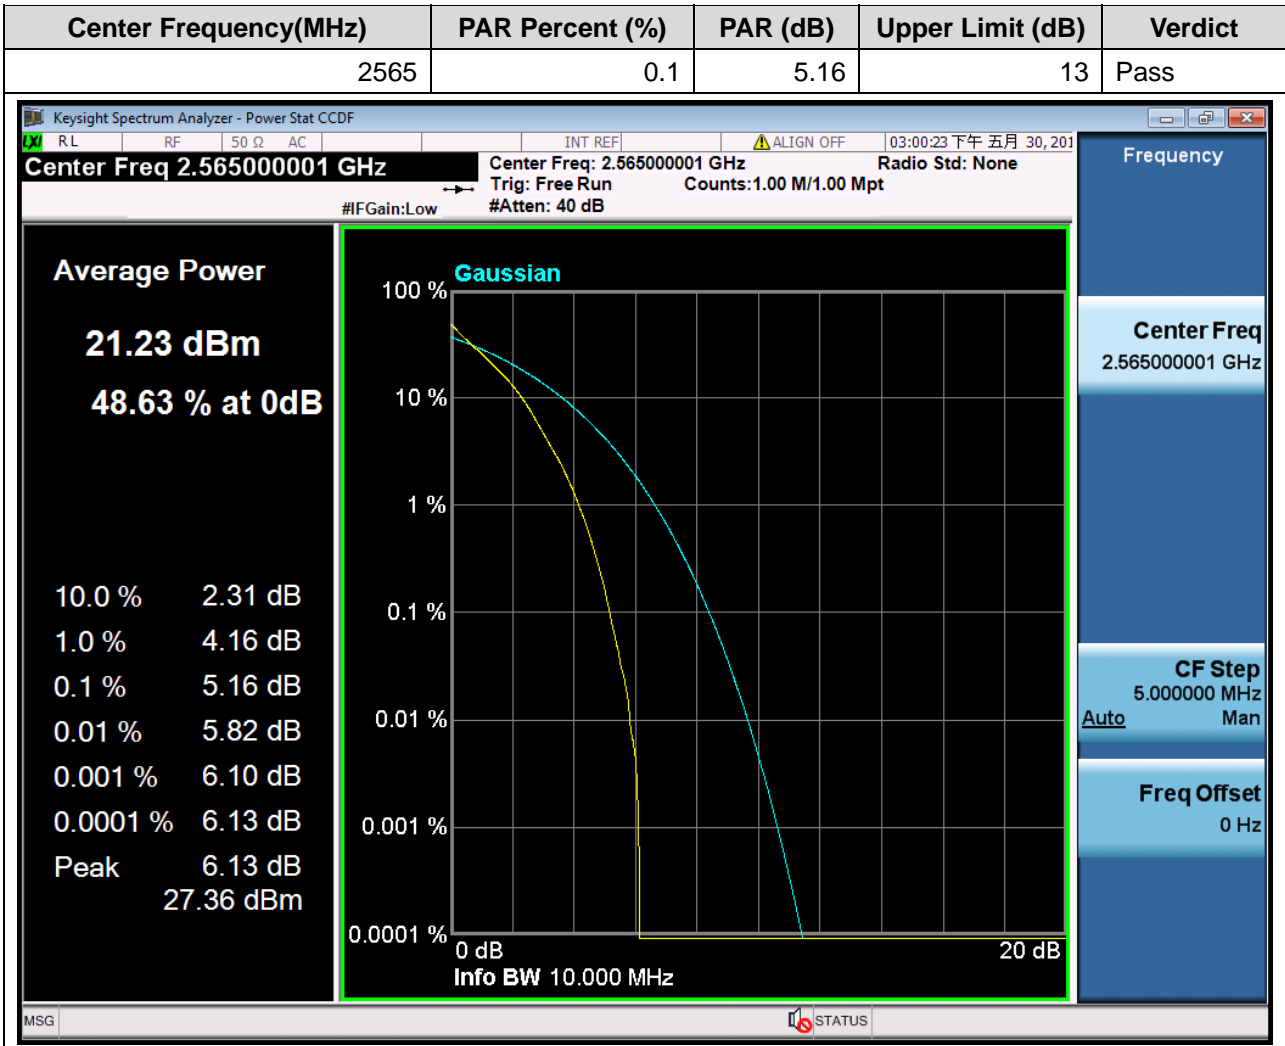 Center Frequency(MHz) PAR Percent (%) PAR (dB) Upper Limit (dB) Verdict
2565 0.1 5.16 13 Pass
Keysight Spectrum Analyzer - Power Stat CCDF
LXI RL RF 50 Ω AC INT REF ALIGN OFF 03:00:23 下午 五月 30, 201
Center Freq 2.565000001 GHz
Center Freq: 2.565000001 GHz Radio Std: None
Trig: Free Run Counts:1.00 M/1.00 Mpt
#IFGain:Low #Atten: 40 dB
Average Power
21.23 dBm
48.63 % at 0dB
10.0 % 2.31 dB
1.0 % 4.16 dB
0.1 % 5.16 dB
0.01 % 5.82 dB
0.001 % 6.10 dB
0.0001 % 6.13 dB
Peak 6.13 dB
27.36 dBm
Gaussian
100 %
10 %
1 %
0.1 %
0.01 %
0.001 %
0.0001 %
0 dB 20 dB
Info BW 10.000 MHz
Frequency
Center Freq
2.565000001 GHz
CF Step
5.000000 MHz
Auto Man
Freq Offset
0 Hz
MSG STATUS